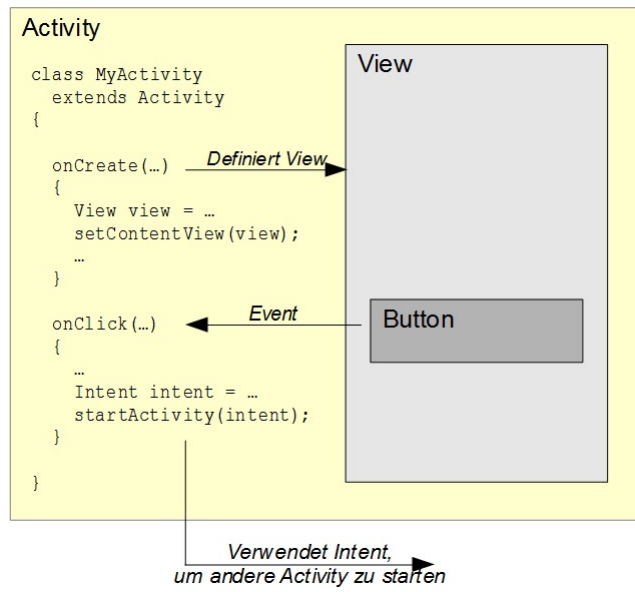 Activity
class MyActivity
extends Activity
{
onCreate(…)
{
View view = …
setContentView(view);
…
}
onClick(…)
{
…
Intent intent = …
startActivity(intent);
}
}
View
Definiert View
Event
Button
Verwendet Intent,
um andere Activity zu starten